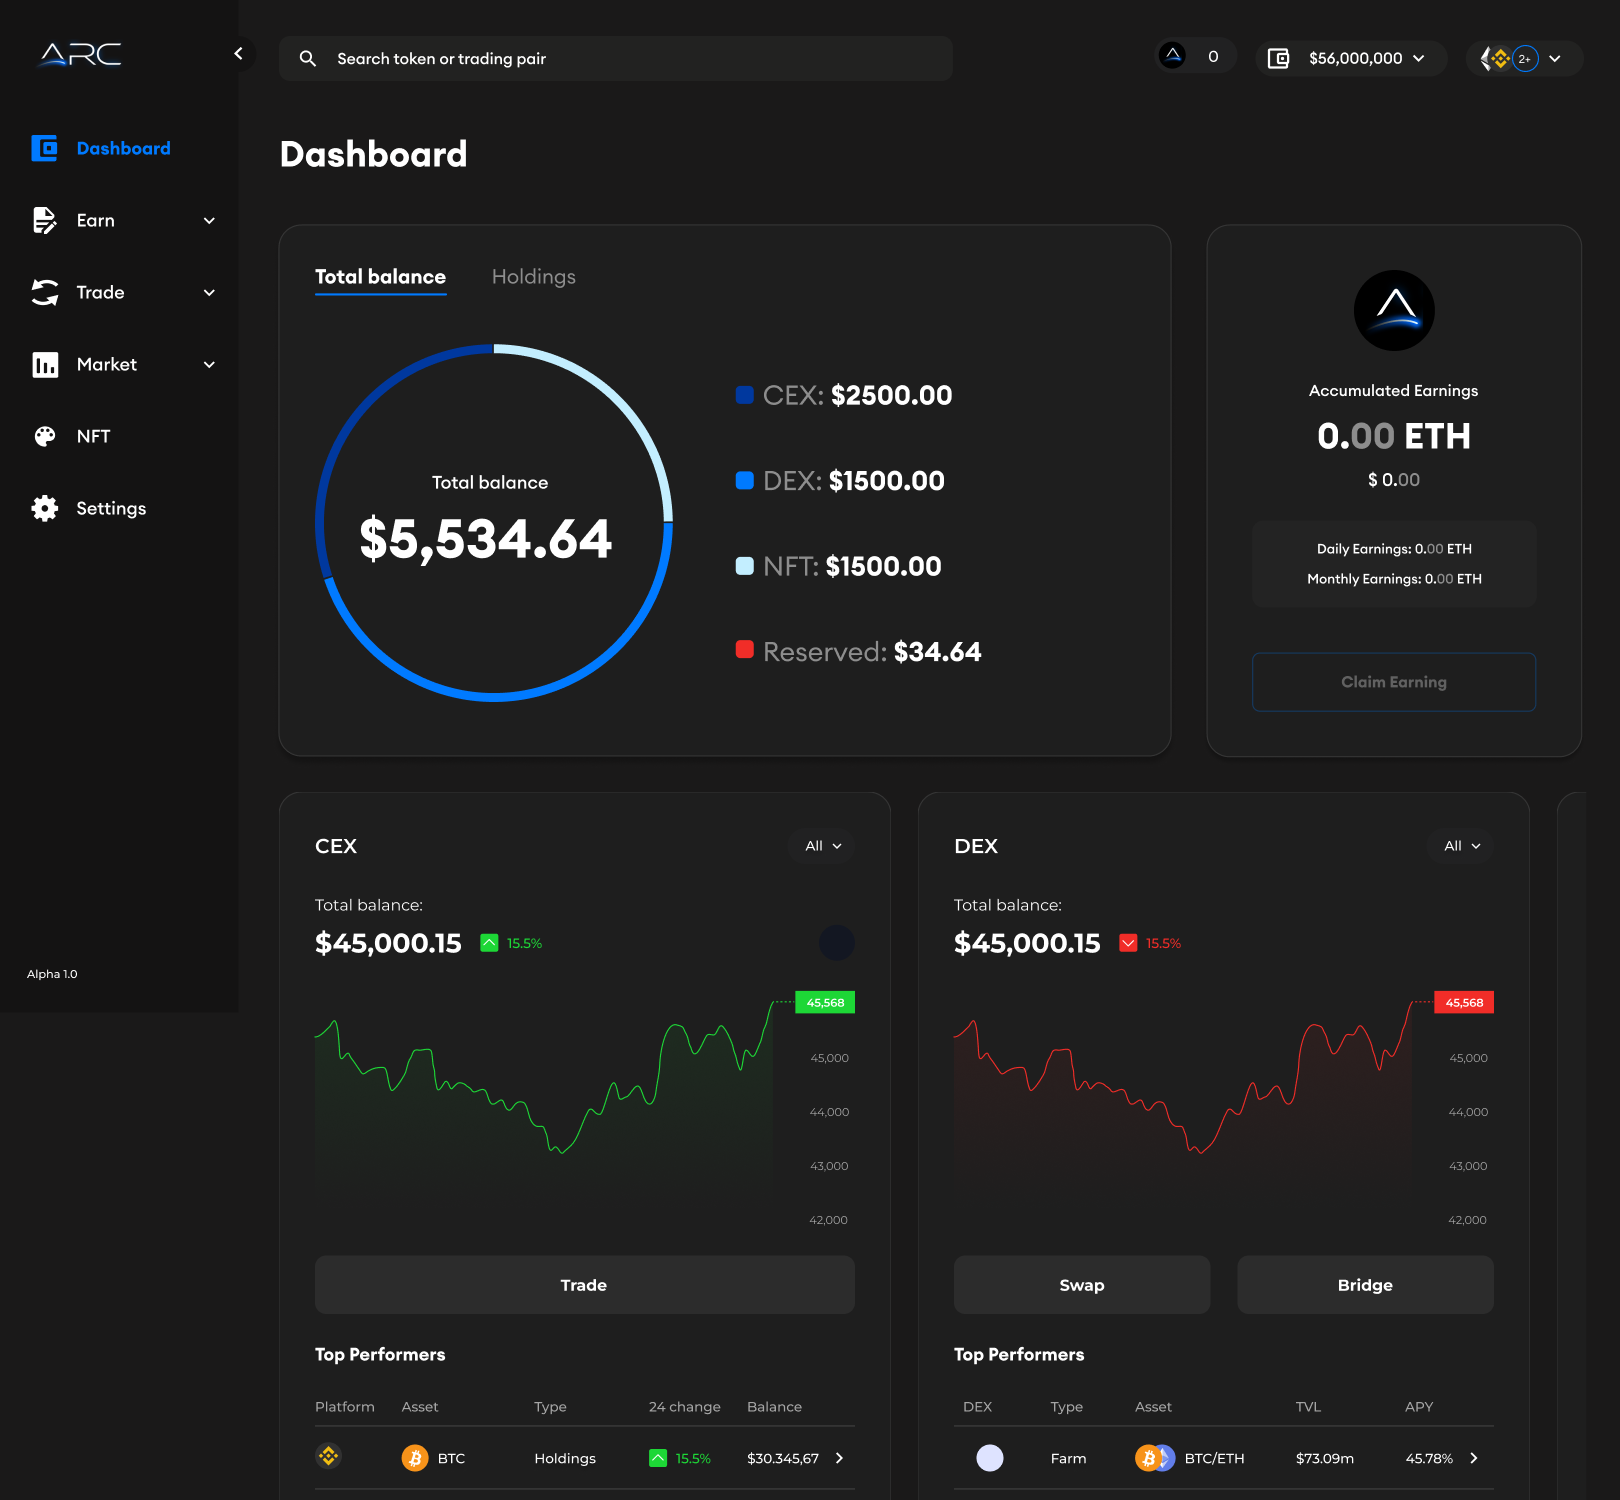 ARC
Search token or trading pair
0
$56,000,000
2+
Dashboard
Earn
Trade
Market
NFT
Settings
Alpha 1.0
Dashboard
Total balance
Holdings
Total balance
$5,534.64
CEX: $2500.00
DEX: $1500.00
NFT: $1500.00
Reserved: $34.64
Accumulated Earnings
0.00 ETH
$ 0.00
Daily Earnings: 0.00 ETH
Monthly Earnings: 0.00 ETH
Claim Earning
CEX
All
Total balance:
$45,000.15
15.5%
45,568
45,000
44,000
43,000
42,000
Trade
Top Performers
Platform Asset Type 24 change Balance
BTC Holdings 15.5% $30.345,67
DEX
All
Total balance:
$45,000.15
15.5%
45,568
45,000
44,000
43,000
42,000
Swap
Bridge
Top Performers
DEX Type Asset TVL APY
Farm BTC/ETH $73.09m 45.78%